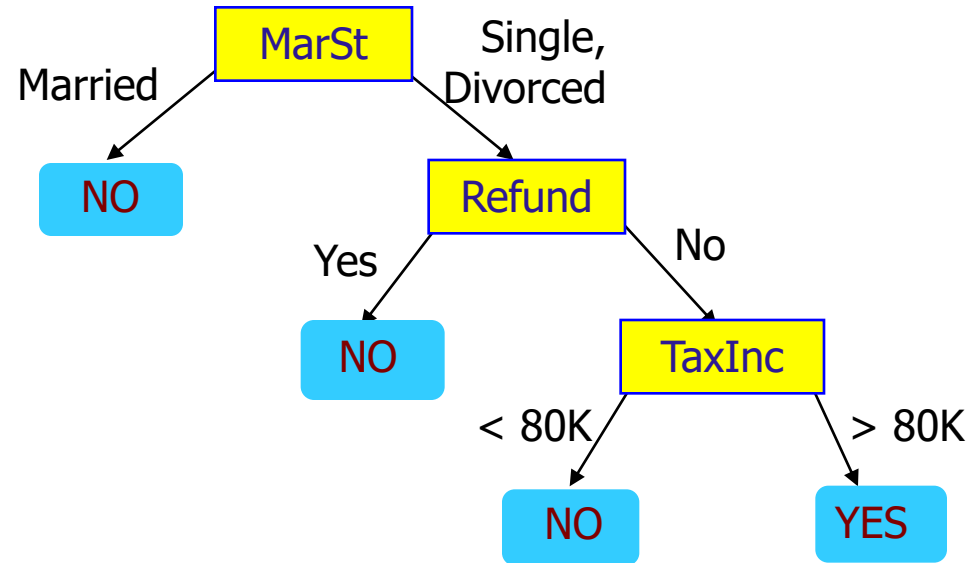 MarSt
Single,
Divorced
Married
NO
Refund
Yes
No
NO
TaxInc
< 80K
> 80K
NO
YES